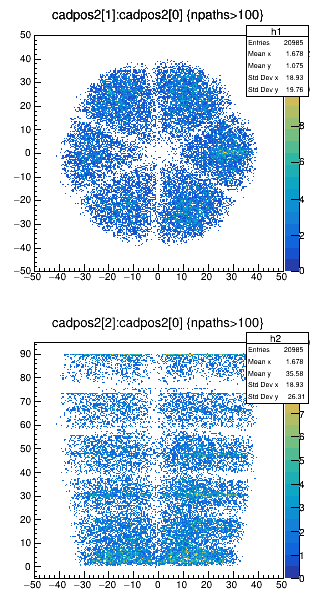 cadpos2[1]:cadpos2[0] {npaths>100}
h1
Entries 20985
Mean x 1.678
Mean y 1.075
Std Dev x 18.93
Std Dev y 19.76
50
40
30
20
10
0
−10
−20
−30
−40
−50
−50 −40 −30 −20 −10 0 10 20 30 40 50
8
6
4
2
0
cadpos2[2]:cadpos2[0] {npaths>100}
h2
Entries 20985
Mean x 1.678
Mean y 35.58
Std Dev x 18.93
Std Dev y 26.31
90
80
70
60
50
40
30
20
10
0
−50 −40 −30 −20 −10 0 10 20 30 40 50
7
6
5
4
3
2
1
0